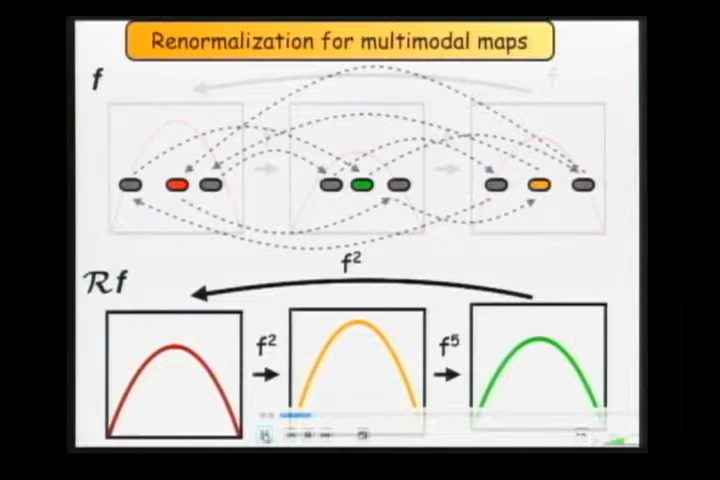 Renormalization for multimodal maps
f
f
f²
Rf
f²
f⁵